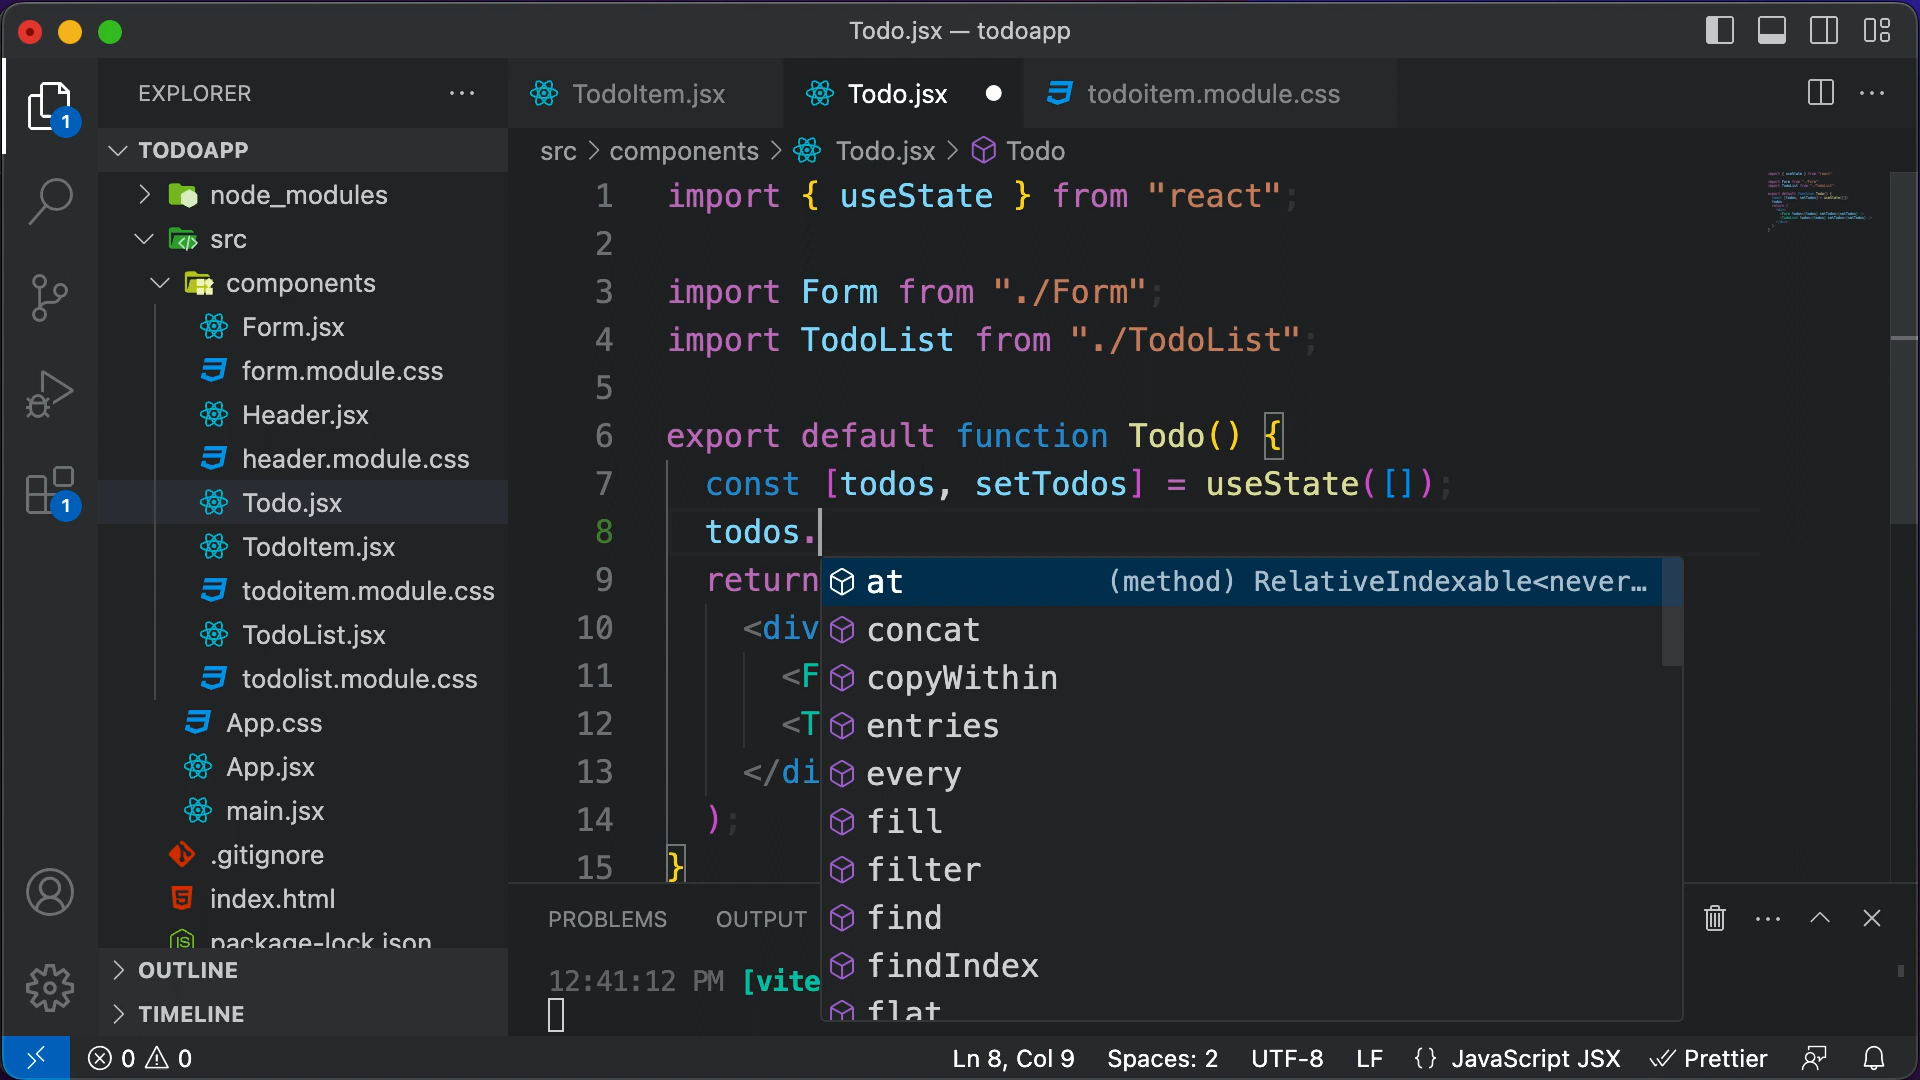 Todo.jsx — todoapp
EXPLORER
TodoItem.jsx
Todo.jsx
todoitem.module.css
1
TODOAPP
src > components > Todo.jsx > Todo
node_modules
src
components
Form.jsx
form.module.css
Header.jsx
header.module.css
Todo.jsx
TodoItem.jsx
todoitem.module.css
TodoList.jsx
todolist.module.css
App.css
App.jsx
main.jsx
.gitignore
index.html
package-lock.json
OUTLINE
TIMELINE
1
1 import { useState } from "react";
2
3 import Form from "./Form";
4 import TodoList from "./TodoList";
5
6 export default function Todo() {
7 const [todos, setTodos] = useState([]);
8 todos.
9 return
10 <div
11 <F
12 <T
13 </di
14 );
15 }
at (method) RelativeIndexable<never…
concat
copyWithin
entries
every
fill
filter
find
findIndex
flat
PROBLEMS OUTPUT
12:41:12 PM [vite
0 0
Ln 8, Col 9 Spaces: 2 UTF-8 LF {} JavaScript JSX Prettier